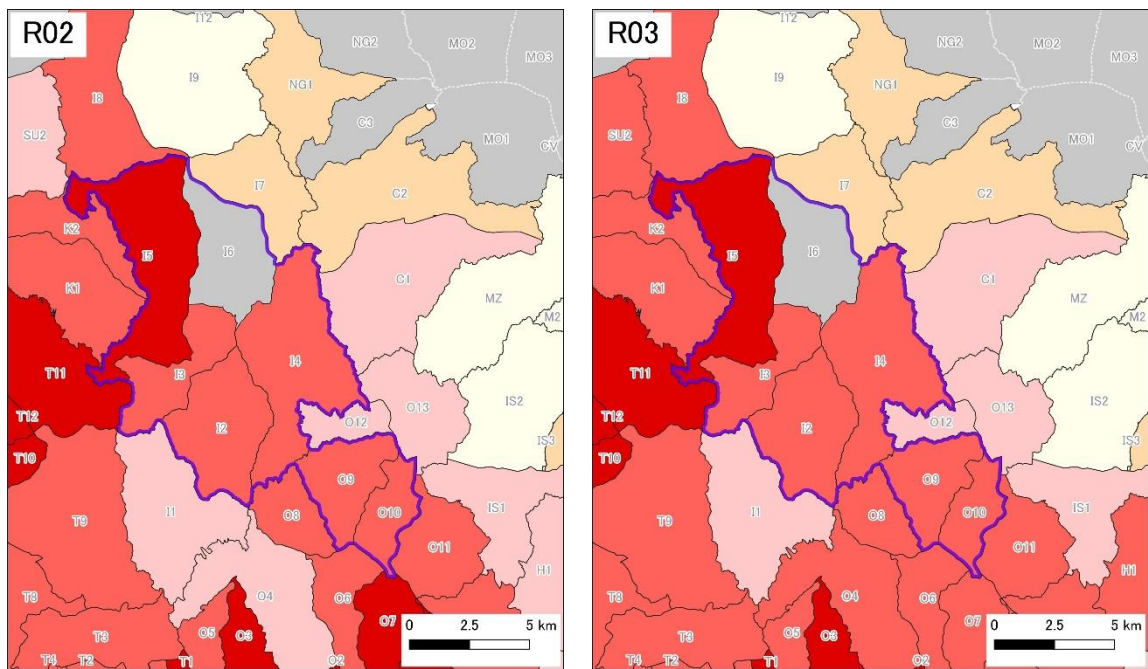 R02
I12
NG2
MO2
MO3
I9
NG1
I8
C3
SU2
MO1
CV
I7
C2
K2
I5
I6
C1
K1
MZ
M2
I4
T11
I3
O13
IS2
T12
I2
O12
IS3
T10
O9
I1
O8
O10
IS1
T9
O11
H1
T8
O4
O6
O7
0 2.5 5 km
T3
O5
O3
T4
T2
T1
O2
R03
I12
NG2
MO2
MO3
I9
NG1
I8
C3
SU2
MO1
CV
I7
C2
K2
I5
I6
C1
K1
MZ
M2
I4
T11
I3
O13
IS2
T12
I2
O12
IS3
T10
O9
I1
O8
O10
IS1
T9
O11
H1
T8
O4
O6
O7
0 2.5 5 km
T3
O5
O3
T4
T2
T1
O2